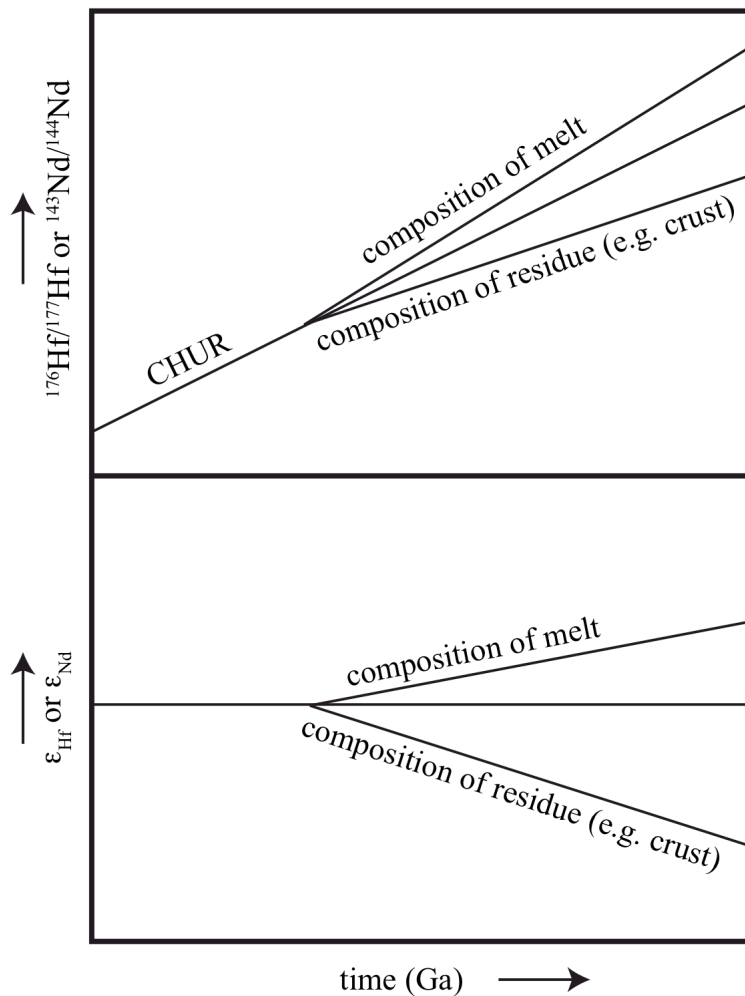 ¹⁷⁶Hf/¹⁷⁷Hf or ¹⁴³Nd/¹⁴⁴Nd
composition of melt
composition of residue (e.g. crust)
CHUR
εHf or εNd
composition of melt
composition of residue (e.g. crust)
time (Ga)